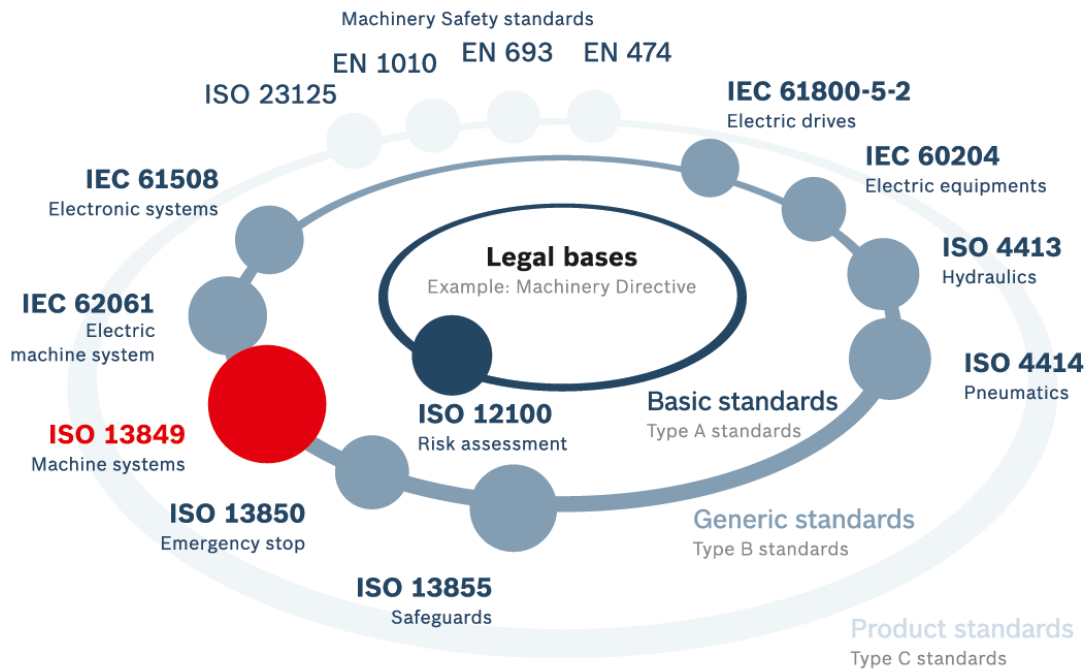 Machinery Safety standards
ISO 23125
EN 1010
EN 693
EN 474
IEC 61800-5-2
Electric drives
IEC 60204
Electric equipments
IEC 61508
Electronic systems
Legal bases
Example: Machinery Directive
ISO 4413
Hydraulics
IEC 62061
Electric
machine system
ISO 4414
Pneumatics
ISO 12100
Risk assessment
Basic standards
Type A standards
ISO 13849
Machine systems
ISO 13850
Emergency stop
Generic standards
Type B standards
ISO 13855
Safeguards
Product standards
Type C standards